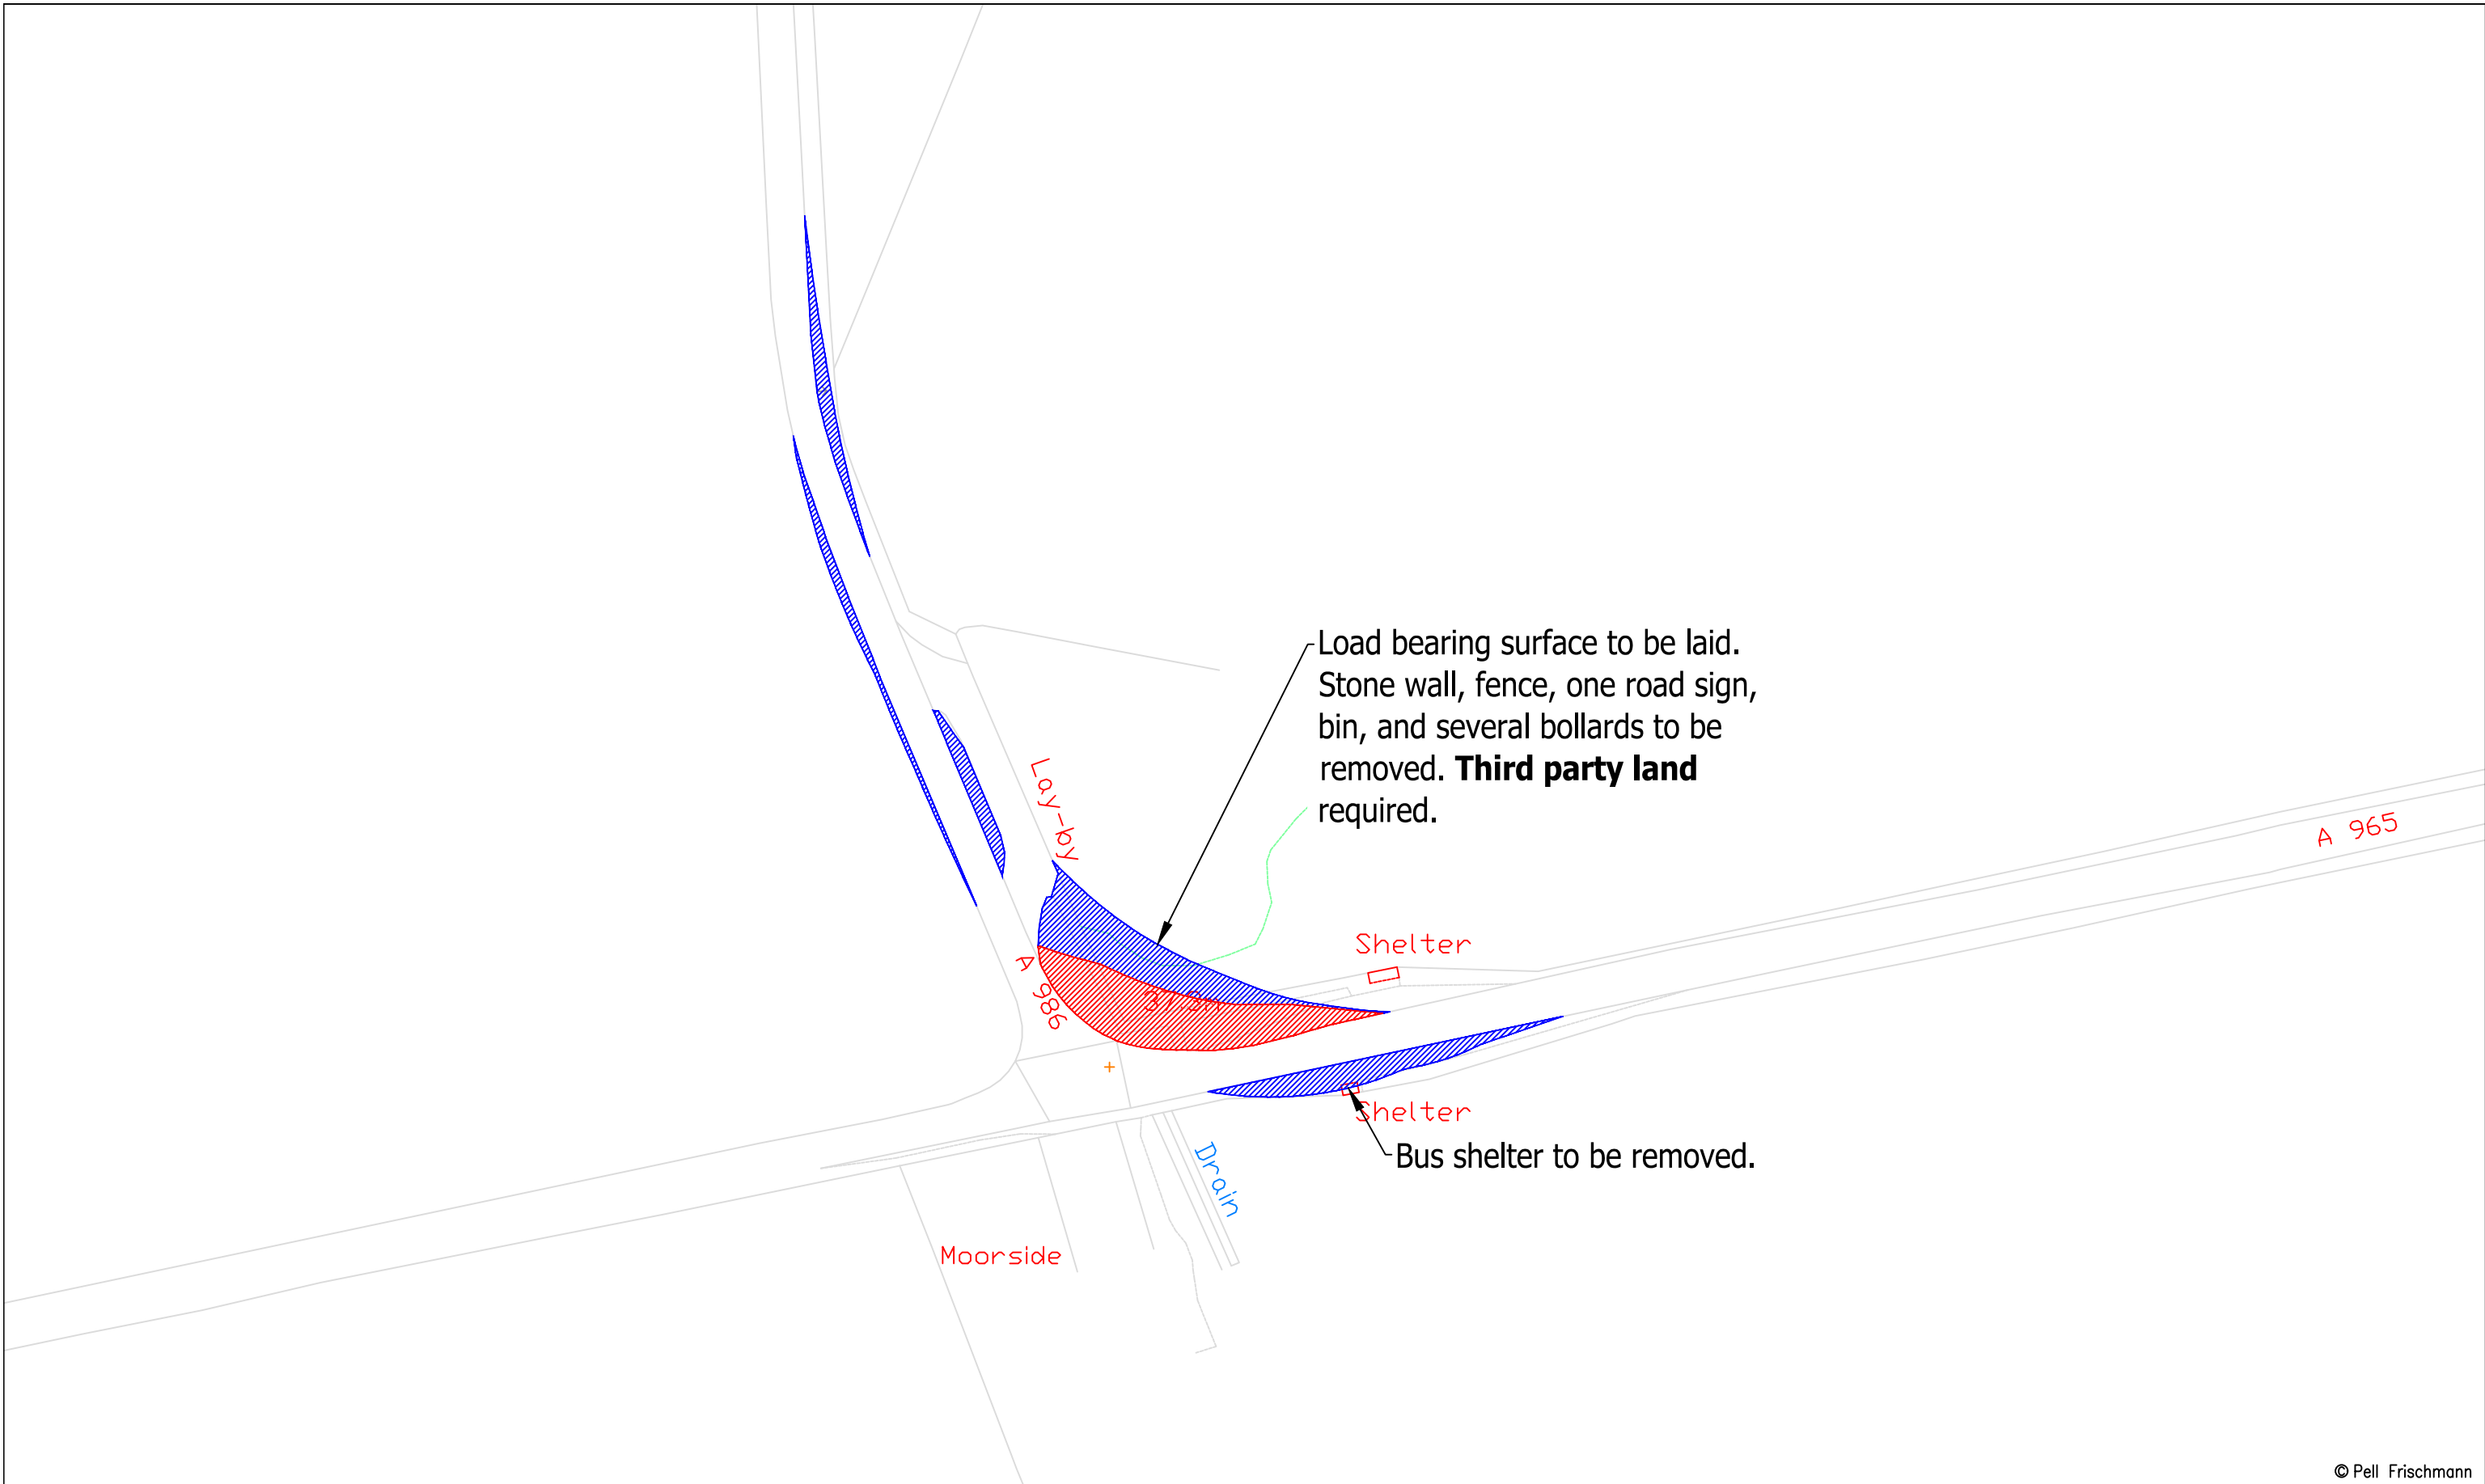 Load bearing surface to be laid.
Stone wall, fence, one road sign,
bin, and several bollards to be
removed. Third party land
required.
Lay-by
A 965
Shelter
A 986
Shelter
Bus shelter to be removed.
Drain
Moorside
© Pell Frischmann